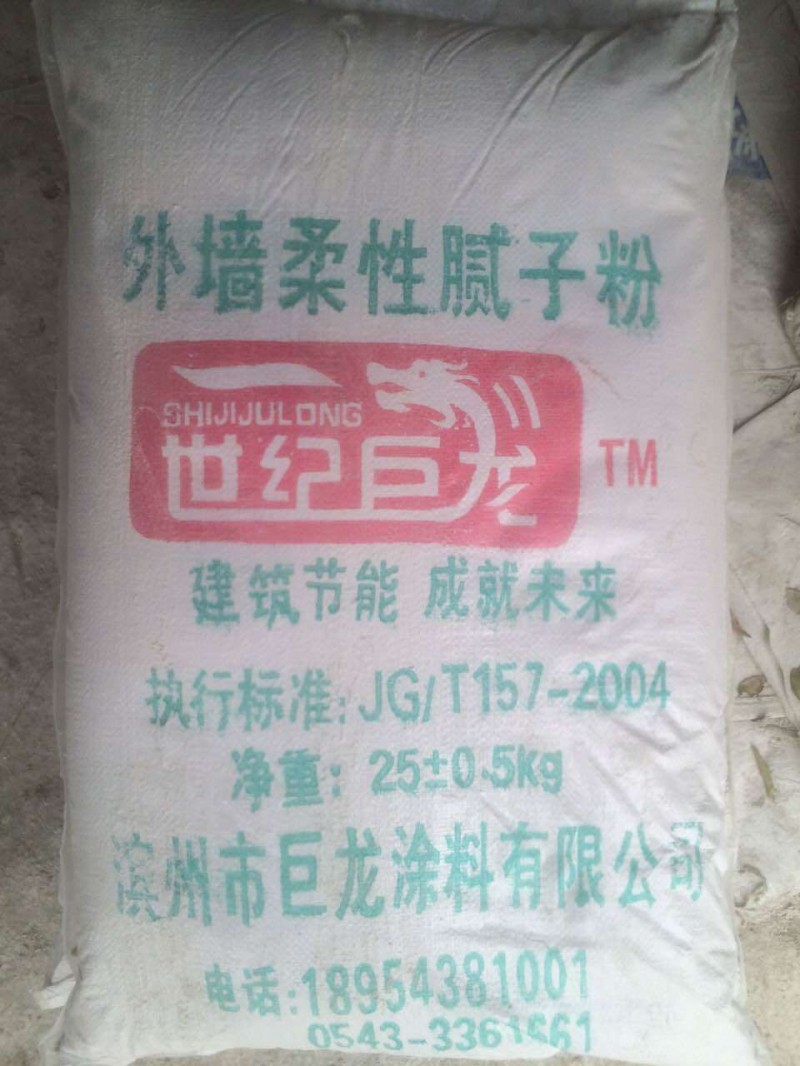 外墙柔性腻子粉
SHIJIJULONG
世纪巨龙 TM
建筑节能 成就未来
执行标准: JG/T157-2004
净重: 25±0.5kg
滨州市巨龙涂料有限公司
电话:18954381001
0543-3361661